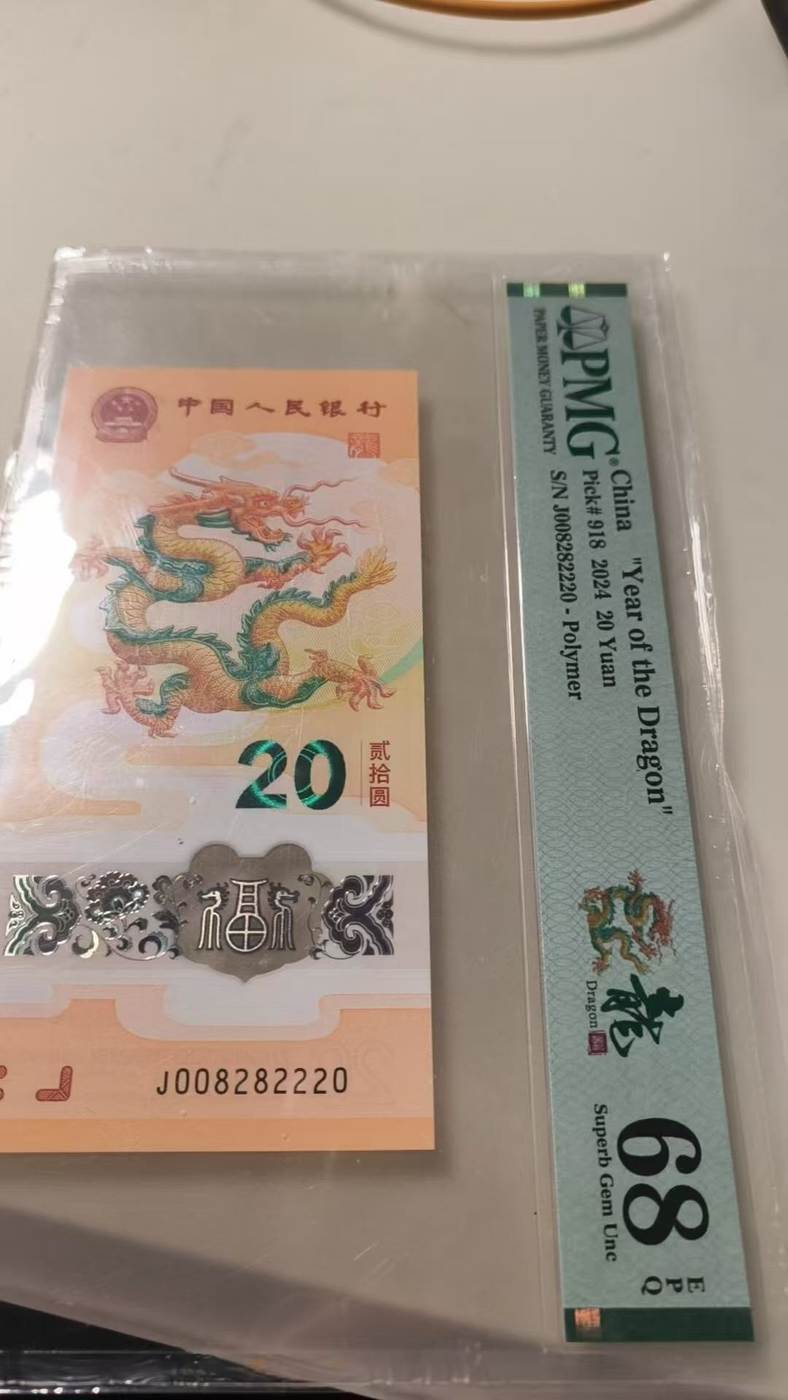 中国人民银行
20
贰拾圆
福
J008282220
PMG®
PAPER MONEY GUARANTY
China "Year of the Dragon"
Pick# 918 2024 20 Yuan
S/N J008282220 - Polymer
龍
Dragon
68
EPQ
Superb Gem Unc